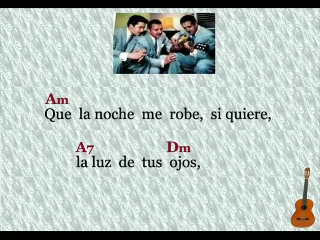 Am
Que la noche me robe, si quiere,
A7 Dm
la luz de tus ojos,